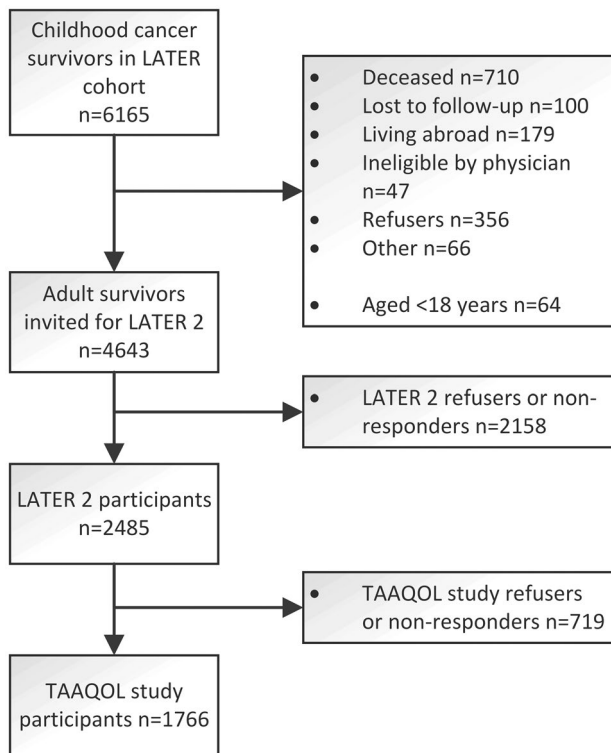 Childhood cancer
survivors in LATER
cohort
n=6165
• Deceased n=710
• Lost to follow-up n=100
• Living abroad n=179
• Ineligible by physician
n=47
• Refusers n=356
• Other n=66
• Aged <18 years n=64
Adult survivors
invited for LATER 2
n=4643
• LATER 2 refusers or non-
responders n=2158
LATER 2 participants
n=2485
• TAAQOL study refusers
or non-responders n=719
TAAQOL study
participants n=1766